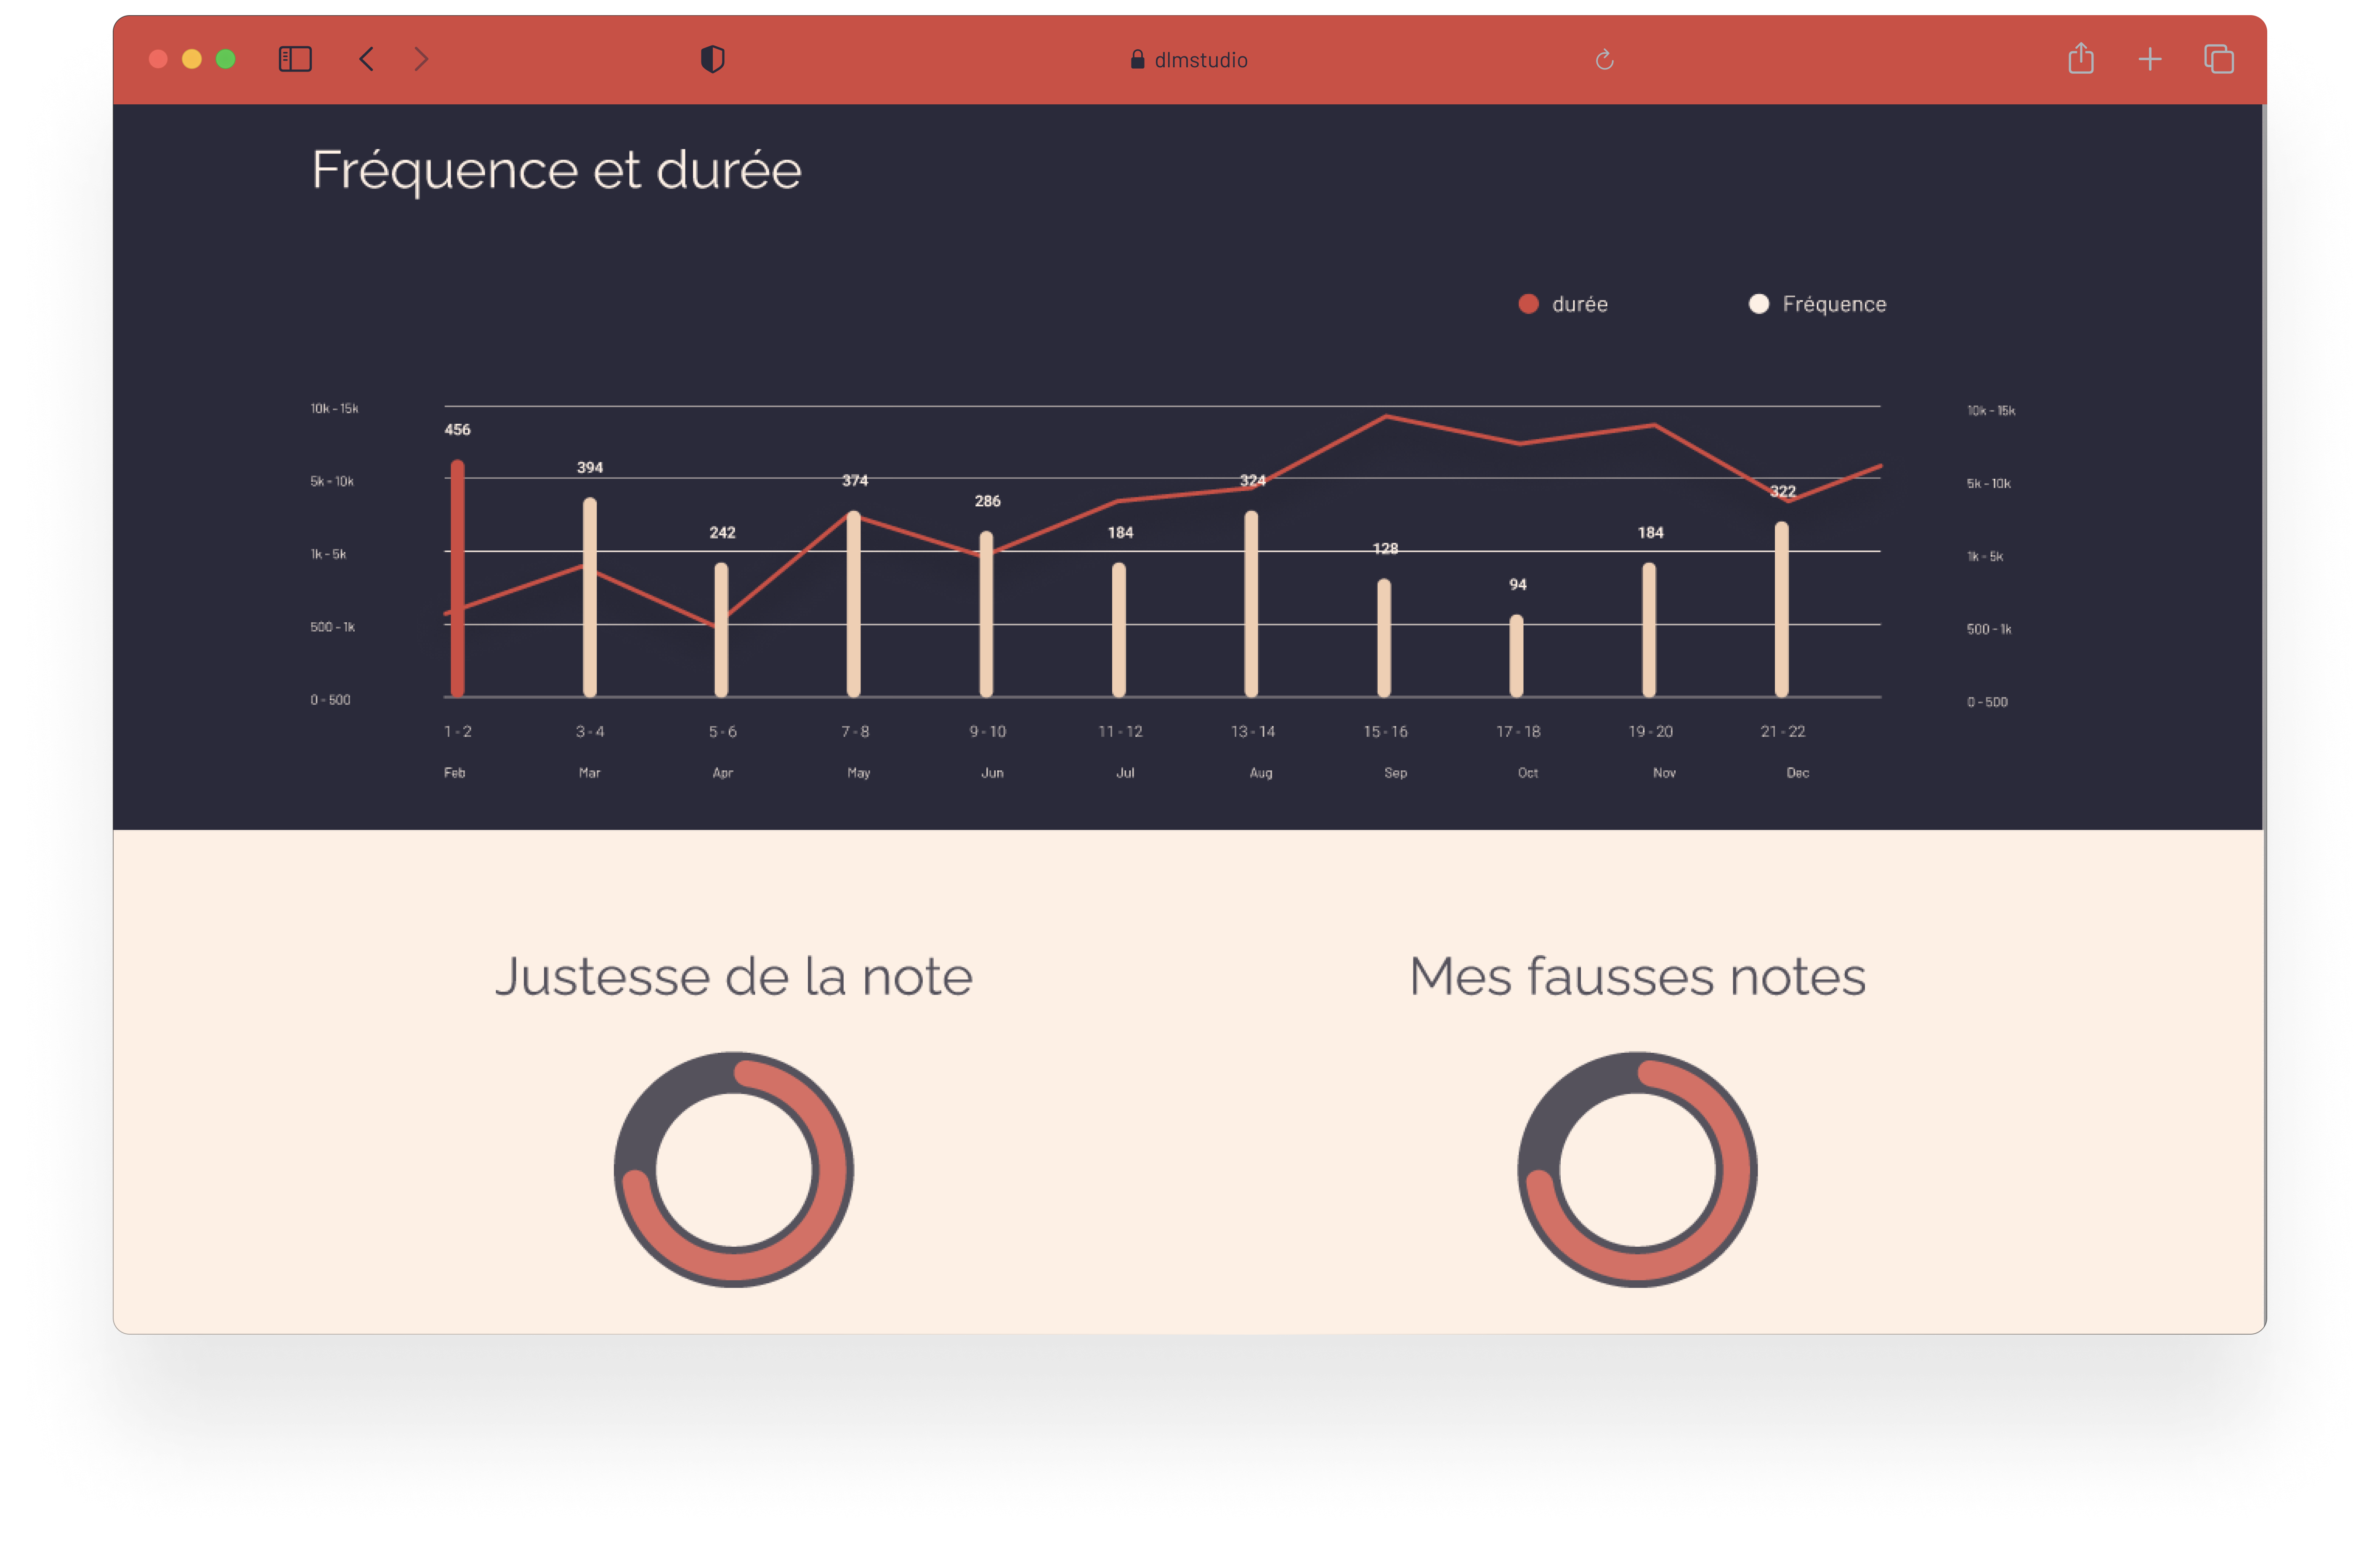 dlmstudio
Fréquence et durée
durée Fréquence
10k - 15k 10k - 15k
456
394
5k - 10k 374 324 5k - 10k
286 322
242 184 184
1k - 5k 128 1k - 5k
94
500 - 1k 500 - 1k
0 - 500 0 - 500
1 - 2 3 - 4 5 - 6 7 - 8 9 - 10 11 - 12 13 - 14 15 - 16 17 - 18 19 - 20 21 - 22
Feb Mar Apr May Jun Jul Aug Sep Oct Nov Dec
Justesse de la note Mes fausses notes